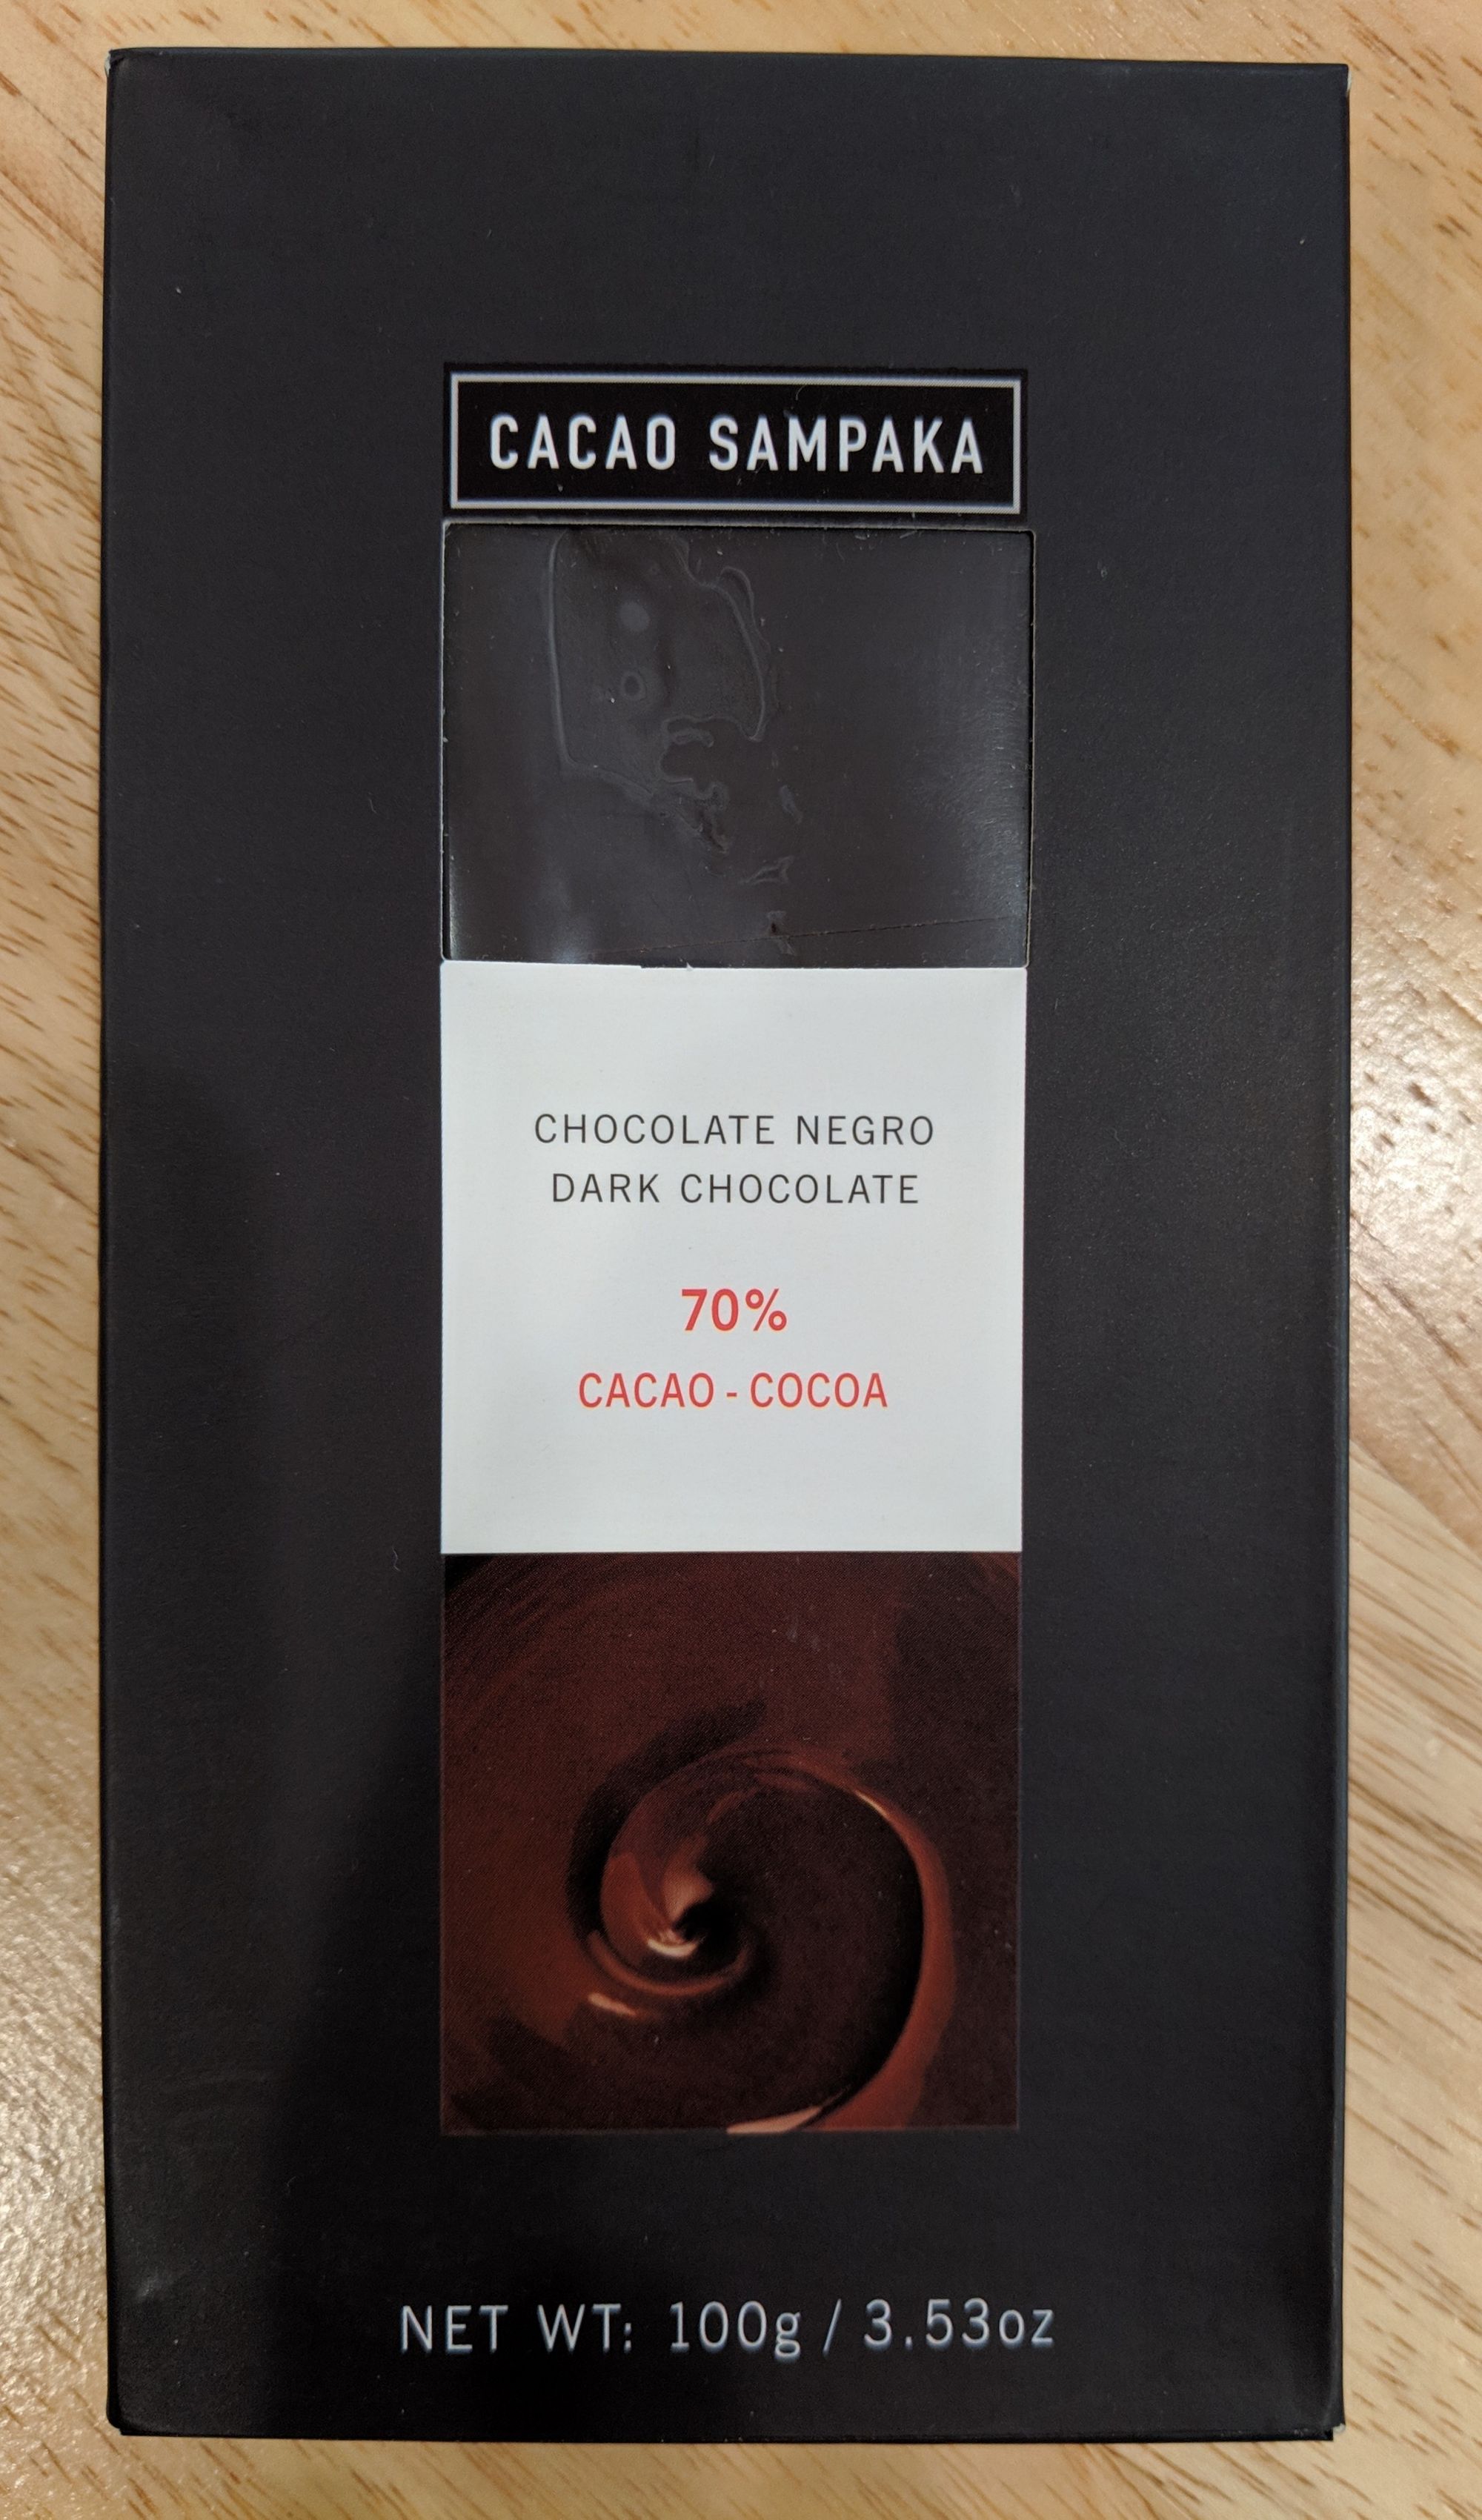 CACAO SAMPAKA
CHOCOLATE NEGRO
DARK CHOCOLATE
70%
CACAO - COCOA
NET WT: 100g / 3.53oz